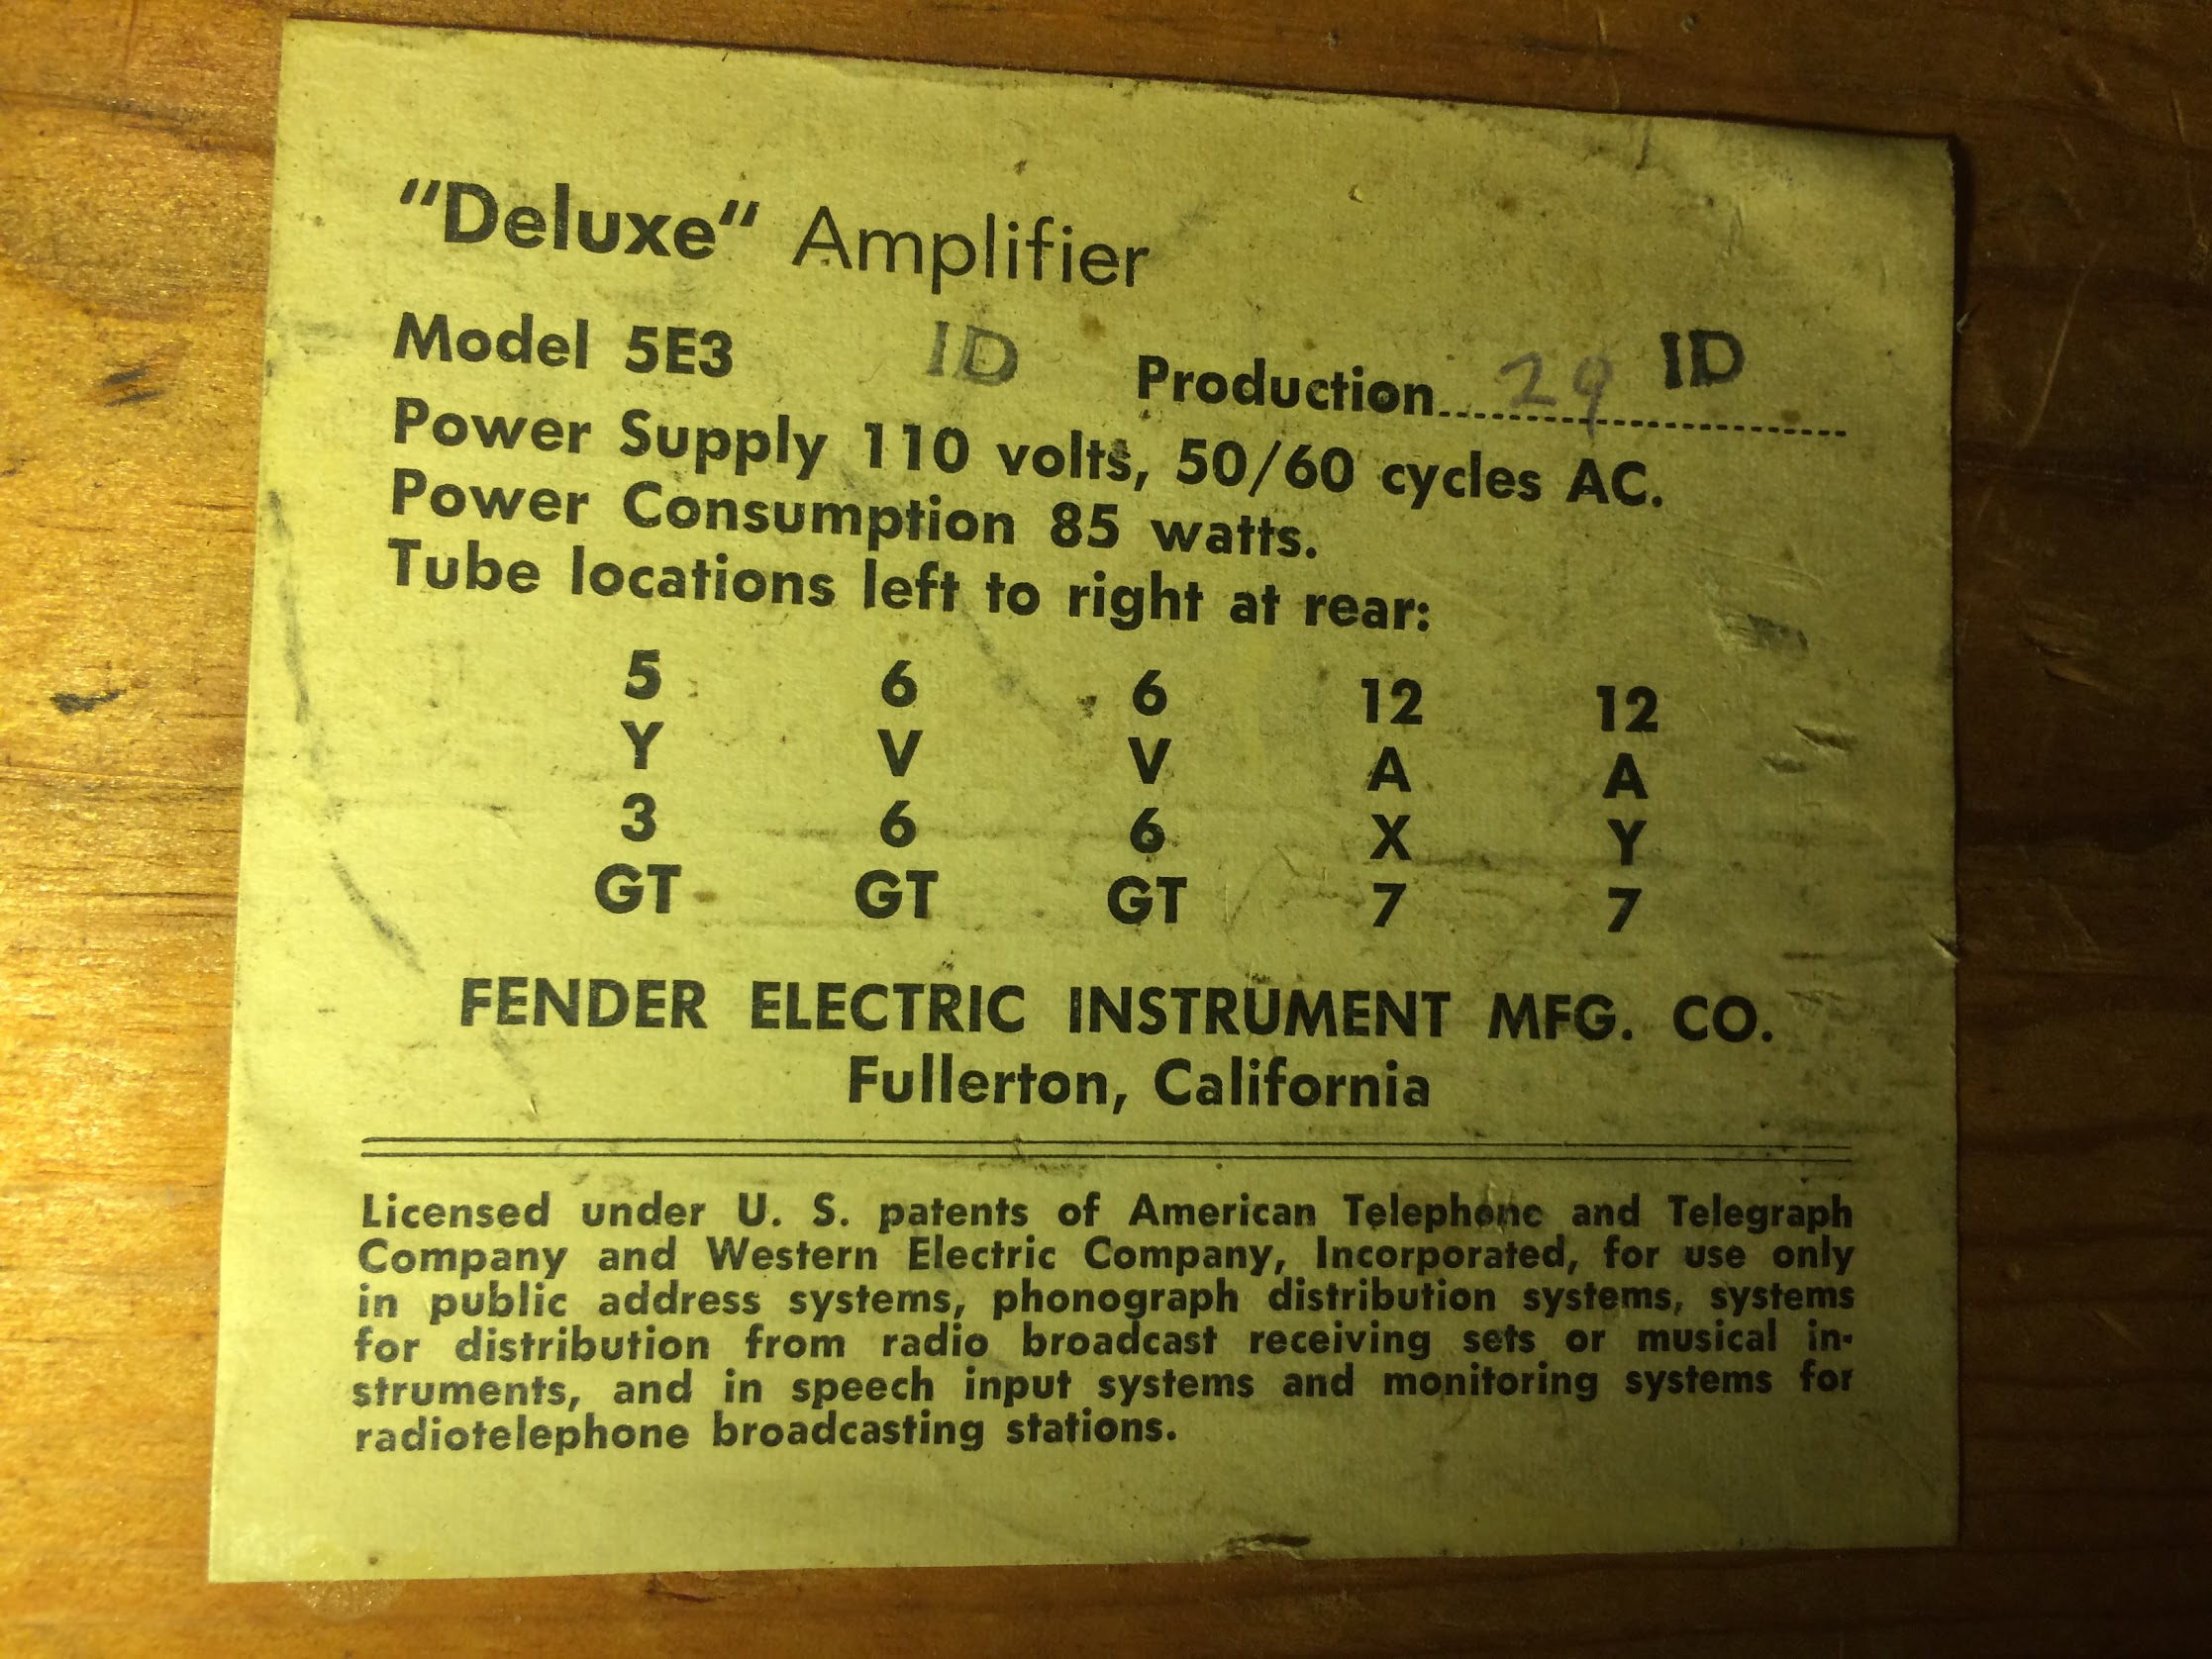 "Deluxe" Amplifier
Model 5E3 ID Production 29 ID
Power Supply 110 volts, 50/60 cycles AC.
Power Consumption 85 watts.
Tube locations left to right at rear:
5 6 6 12 12
Y V V A A
3 6 6 X Y
GT GT GT 7 7
FENDER ELECTRIC INSTRUMENT MFG. CO.
Fullerton, California
Licensed under U. S. patents of American Telephone and Telegraph
Company and Western Electric Company, Incorporated, for use only
in public address systems, phonograph distribution systems, systems
for distribution from radio broadcast receiving sets or musical in-
struments, and in speech input systems and monitoring systems for
radiotelephone broadcasting stations.